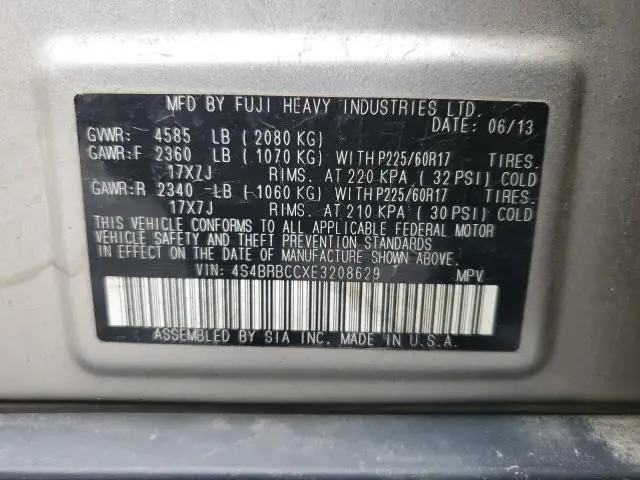 MFD BY FUJI HEAVY INDUSTRIES LTD.
DATE: 06/13
GVWR: 4585 LB ( 2080 KG)
GAWR:F 2360 LB ( 1070 KG) WITH P225/60R17 TIRES.
17X7J RIMS. AT 220 KPA ( 32 PSI) COLD
GAWR:R 2340 LB ( 1060 KG) WITH P225/60R17 TIRES.
17X7J RIMS. AT 210 KPA ( 30 PSI) COLD
THIS VEHICLE CONFORMS TO ALL APPLICABLE FEDERAL MOTOR
VEHICLE SAFETY AND THEFT PREVENTION STANDARDS
IN EFFECT ON THE DATE OF MANUFACTURE SHOWN ABOVE.
VIN: 4S4BRBCCXE3208629 MPV
ASSEMBLED BY SIA INC. MADE IN U.S.A.